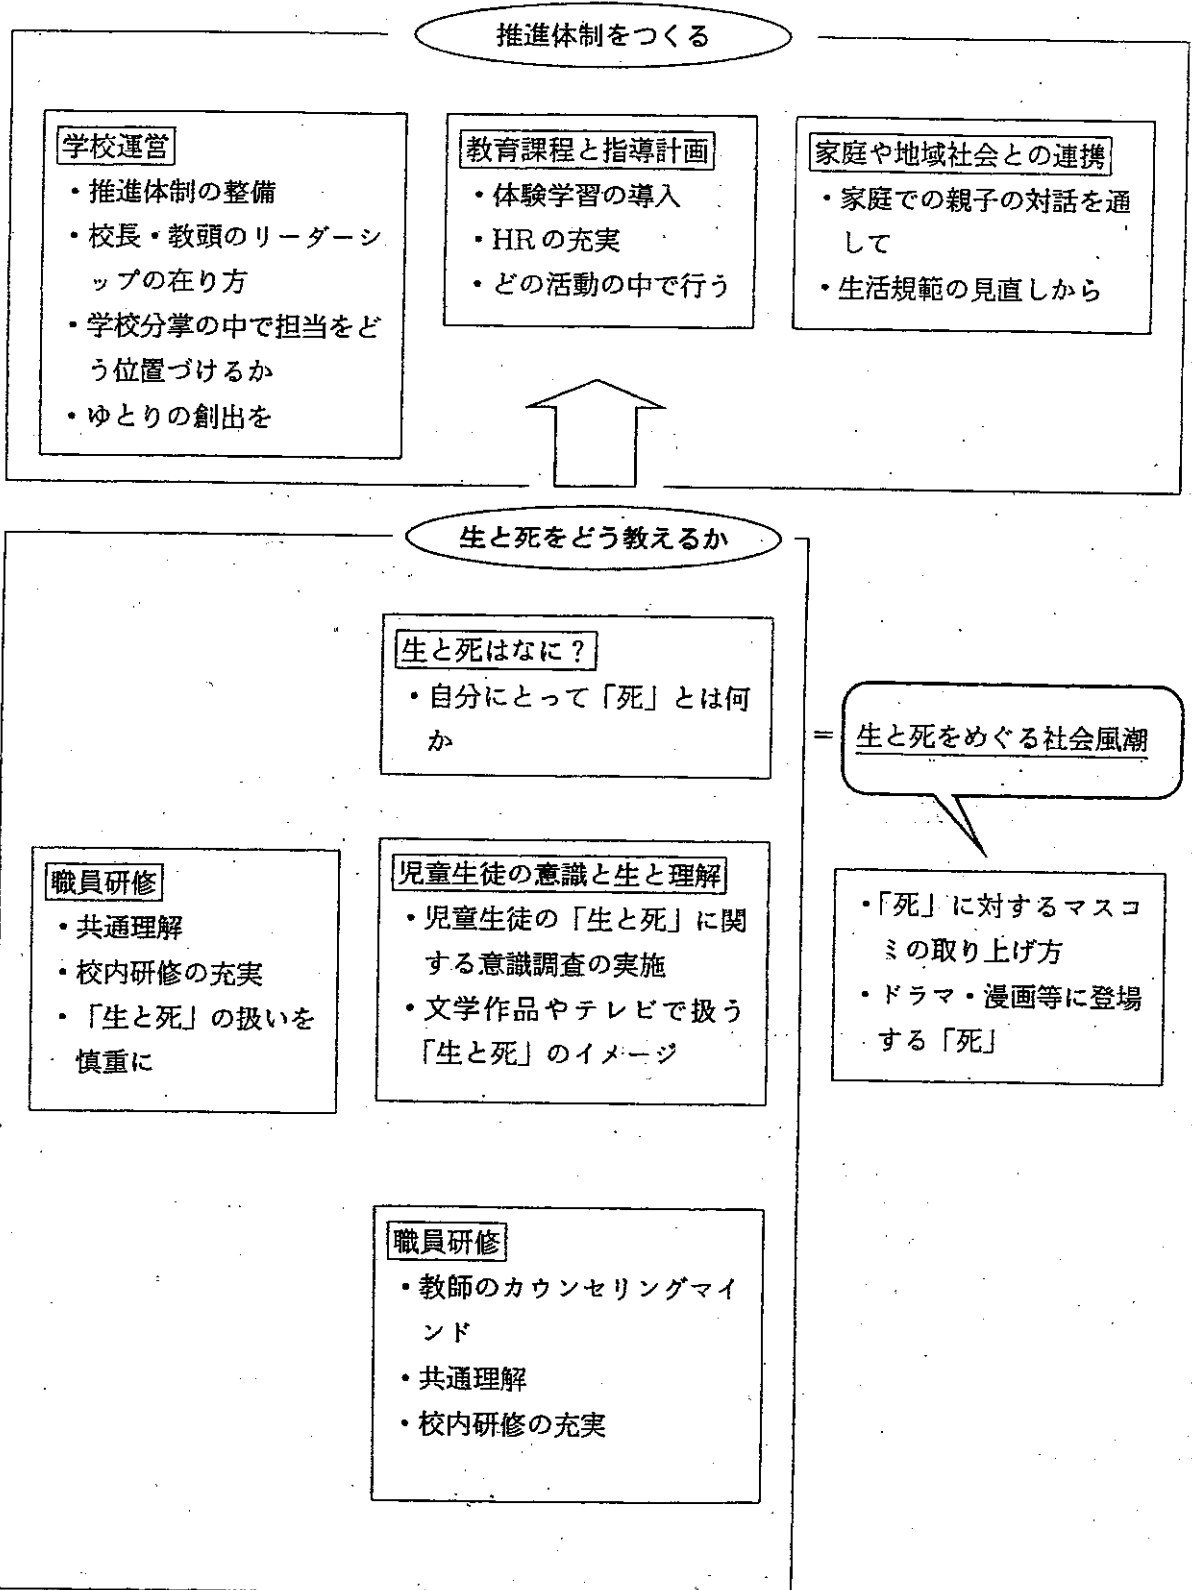 推進体制をつくる
学校運営
・推進体制の整備
・校長・教頭のリーダーシ
ップの在り方
・学校分掌の中で担当をど
う位置づけるか
・ゆとりの創出を
教育課程と指導計画
・体験学習の導入
・HRの充実
・どの活動の中で行う
家庭や地域社会との連携
・家庭での親子の対話を通
して
・生活規範の見直しから
生と死をどう教えるか
生と死はなに?
・自分にとって「死」とは何
か
= 生と死をめぐる社会風潮
職員研修
・共通理解
・校内研修の充実
・「生と死」の扱いを
慎重に
児童生徒の意識と生と理解
・児童生徒の「生と死」に関
する意識調査の実施
・文学作品やテレビで扱う
「生と死」のイメージ
・「死」に対するマスコ
ミの取り上げ方
・ドラマ・漫画等に登場
する「死」
職員研修
・教師のカウンセリングマイ
ンド
・共通理解
・校内研修の充実